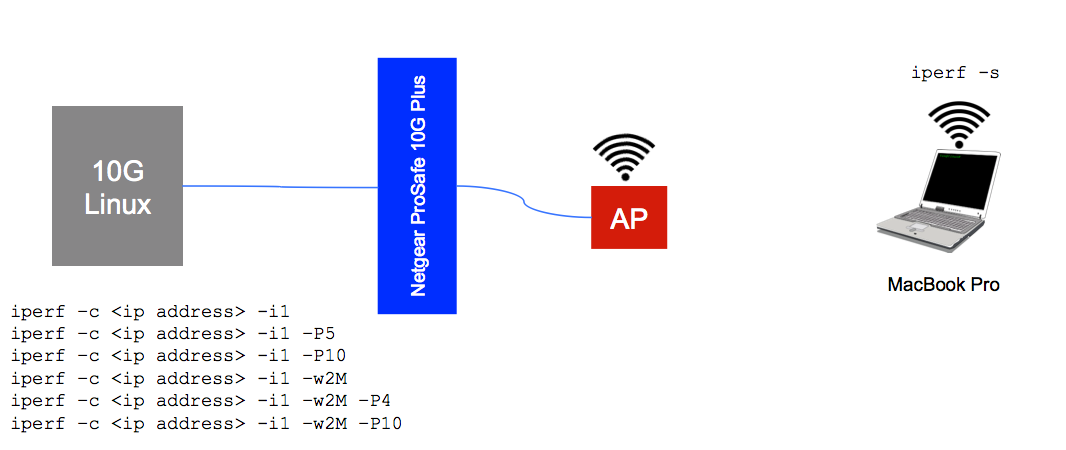 iperf -s
10G
Linux
Netgear ProSafe 10G Plus
AP
MacBook Pro
iperf -c <ip address> -i1
iperf -c <ip address> -i1 -P5
iperf -c <ip address> -i1 -P10
iperf -c <ip address> -i1 -w2M
iperf -c <ip address> -i1 -w2M -P4
iperf -c <ip address> -i1 -w2M -P10